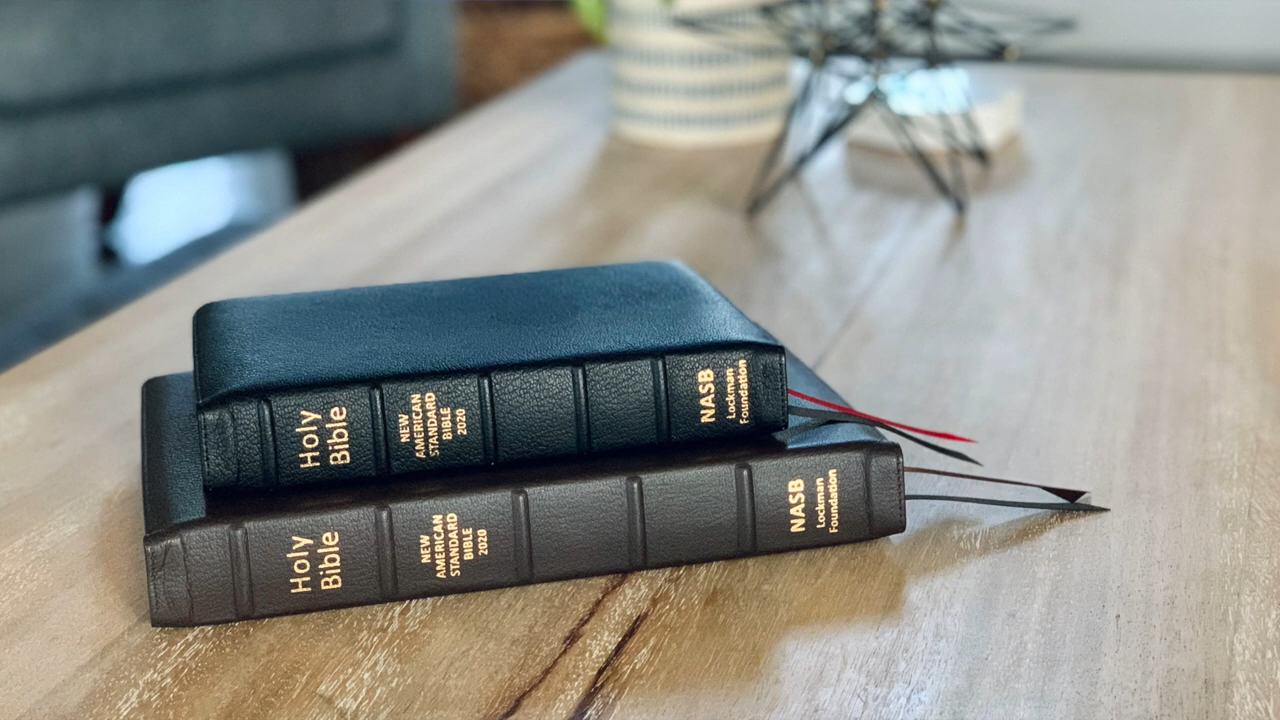 Holy
Bible
NEW
AMERICAN
STANDARD
BIBLE
2020
NASB
Lockman
Foundation
Holy
Bible
NEW
AMERICAN
STANDARD
BIBLE
2020
NASB
Lockman
Foundation